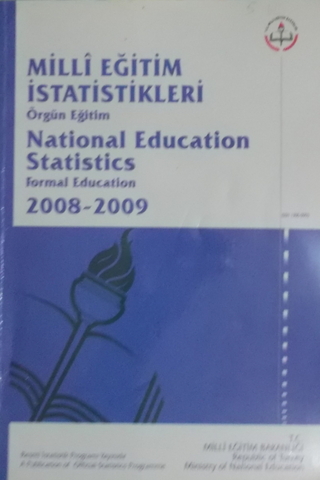 MİLLÎ EĞİTİM
İSTATİSTİKLERİ
Örgün Eğitim
National Education
Statistics
Formal Education
2008-2009
T.C.
MİLLÎ EĞİTİM BAKANLIĞI
Resmi İstatistik Programı Yayınıdır
Republic of Turkey
A Publication of Official Statistics Programme
Ministry of National Education